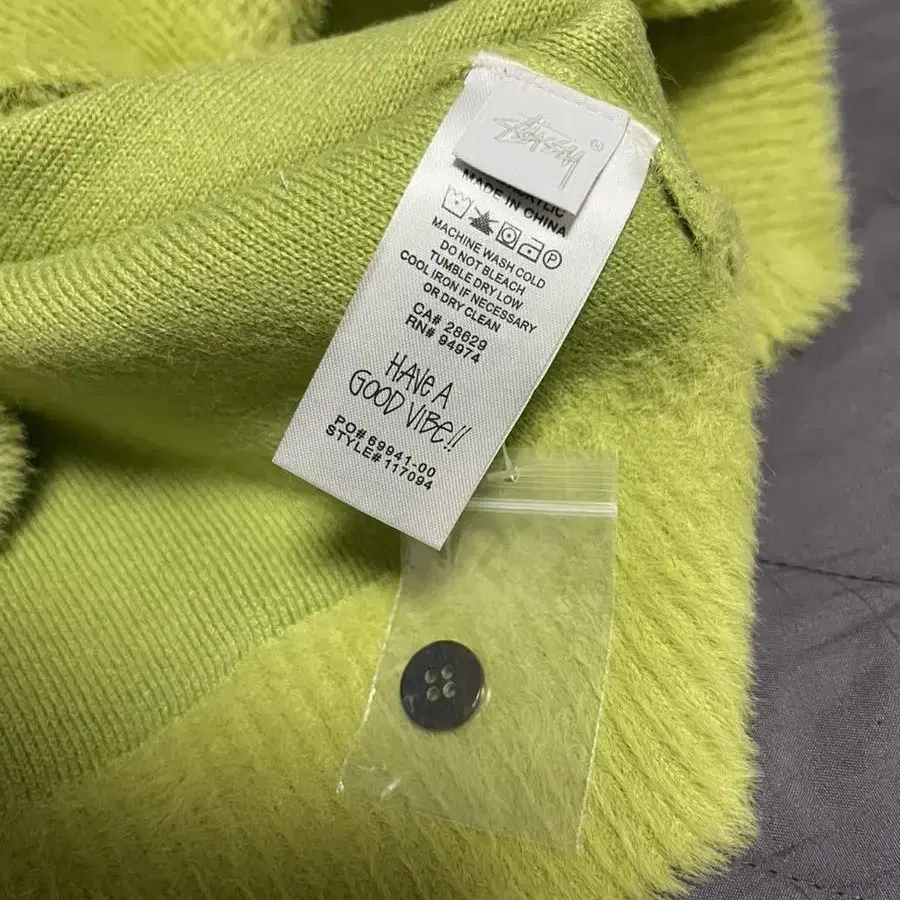 STÜSSY®
MADE IN CHINA
MACHINE WASH COLD
DO NOT BLEACH
TUMBLE DRY LOW
COOL IRON IF NECESSARY
OR DRY CLEAN
CA# 28629
RN# 94974
HAVE A
GOOD VIBE!!
PO# 69941-00
STYLE# 117094